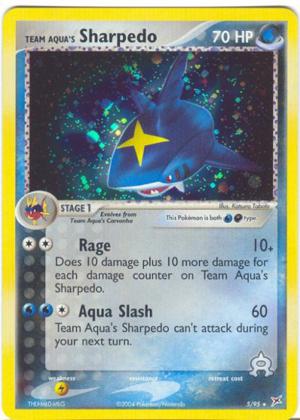 TEAM AQUA'S Sharpedo 70 HP
Illus. Katsura Tabata
STAGE 1
Evolves from
Team Aqua's Carvanha
This Pokémon is both type.
Rage 10+
Does 10 damage plus 10 more damage for
each damage counter on Team Aqua's
Sharpedo.
Aqua Slash 60
Team Aqua's Sharpedo can't attack during
your next turn.
weakness resistance retreat cost
©2004 Pokémon/Nintendo
5/95 ★